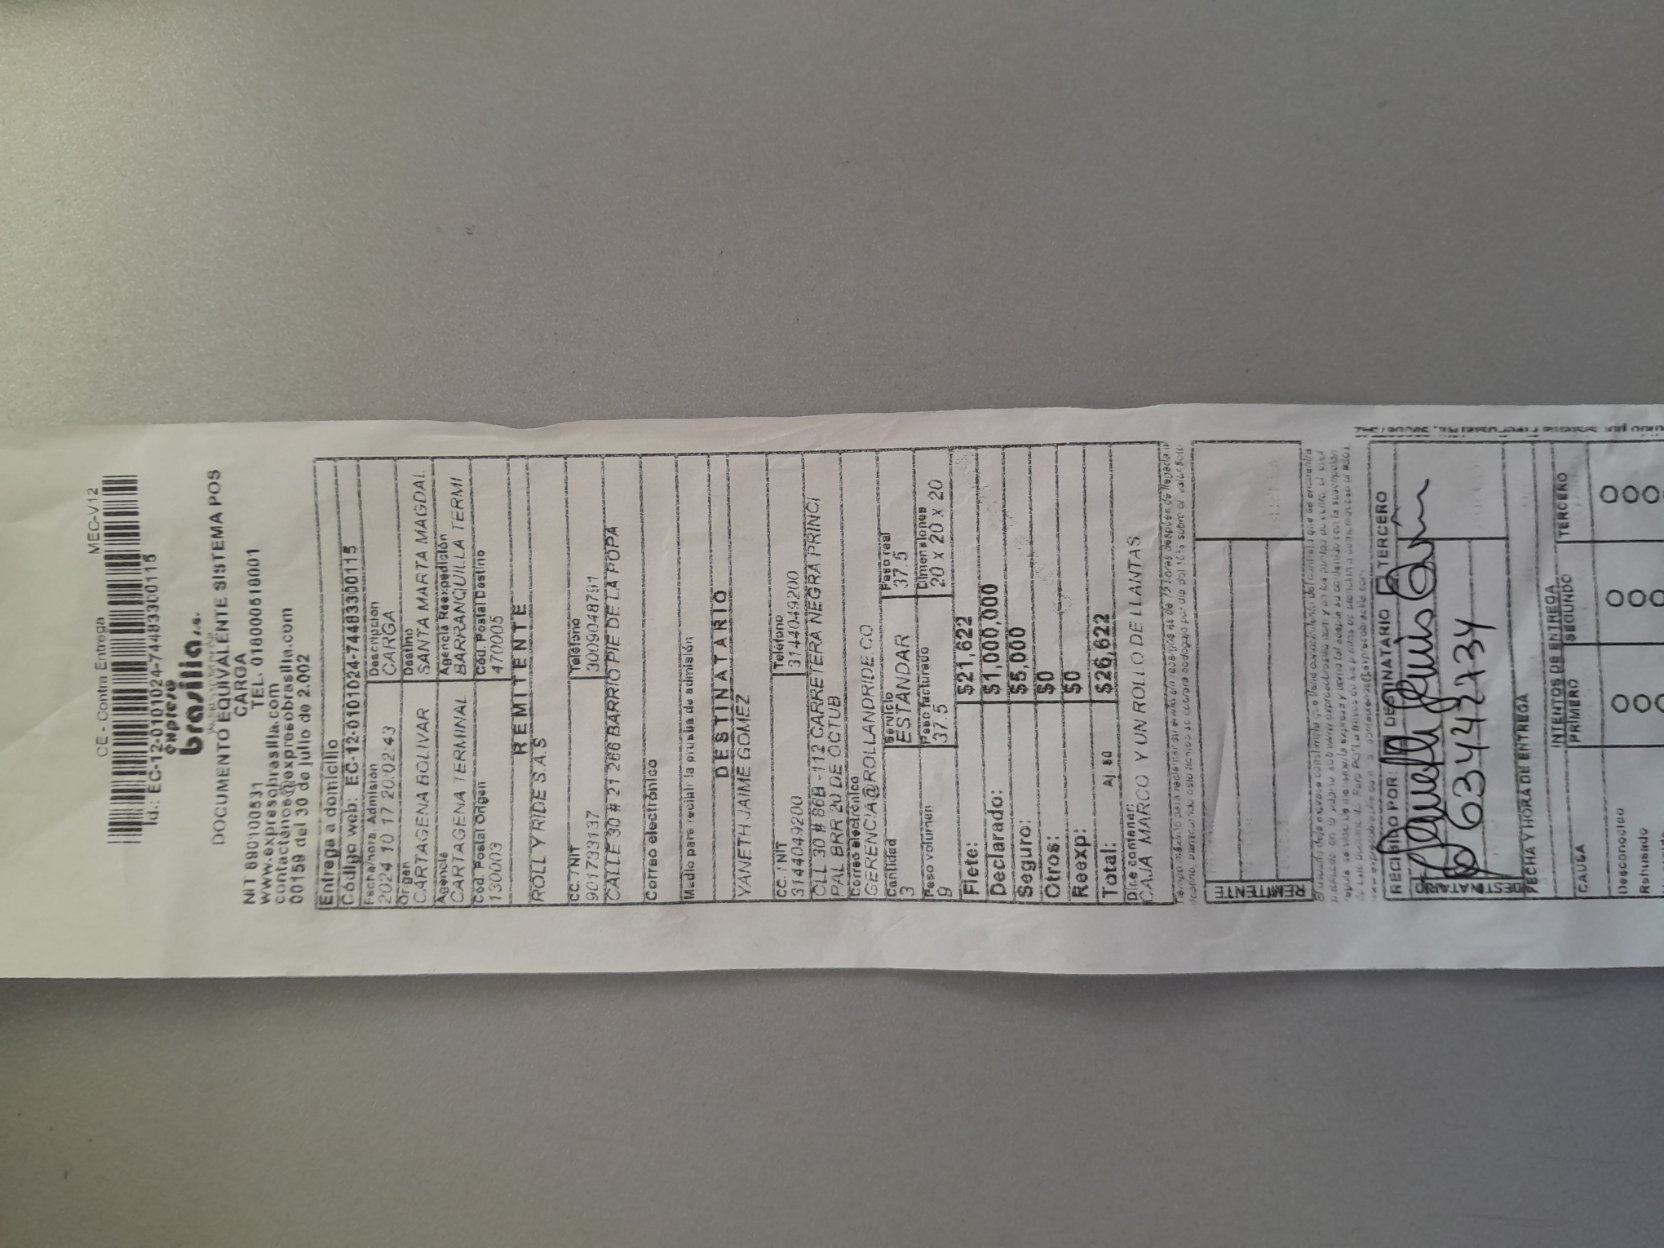 CE - Contra Entrega MEC-V12
Id.: EC-12-0101024-74483300115
expreso
brasilia s.a.
DOCUMENTO EQUIVALENTE SISTEMA POS
CARGA
NIT 890100531 TEL. 018000510001
www.expresobrasilia.com
contactenos@expresobrasilia.com
00159 del 30 de julio de 2.002
Entrega a domicilio
Código web: EC-12-0101024-74483300115
Fecha/hora Admisión Descripción
2024 10 17 20:02:43 CARGA
Origen Destino
CARTAGENA BOLIVAR SANTA MARTA MAGDAL
Agencia Agencia Reexpedición
CARTAGENA TERMINAL BARRANQUILLA TERMI
Cód. Postal Origen Cód. Postal Destino
130003 470005
REMITENTE
ROLL Y RIDE S.A.S
CC. / NIT Teléfono
901733137 3009048791
CALLE 30 # 21 266 BARRIO PIE DE LA POPA
Correo electrónico
Medio para recibir la prueba de admisión
DESTINATARIO
YANETH JAIME GOMEZ
CC. / NIT Teléfono
3144049200 3144049200
CLL 30 # 86B - 112 CARRETERA NEGRA PRINCI
PAL BRR 20 DE OCTUB
Correo electrónico
GERENCIA@ROLLANDRIDE.CO
Cantidad Servicio Peso real
3 ESTANDAR 37.5
Peso volumen Peso facturado Dimensiones
9 37.5 20 x 20 x 20
Flete: $21,622
Declarado: $1,000,000
Seguro: $5,000
Otros: $0
Reexp: $0
Total: Aj. $0 $26,622
Dice contener:
CAJA MARCO Y UN ROLLO DE LLANTAS
REMITENTE
RECIBIDO POR: DESTINATARIO TERCERO
DESTINATARIO
63442734
FECHA Y HORA DE ENTREGA
INTENTOS DE ENTREGA
CAUSA PRIMERO SEGUNDO TERCERO
Desconocido
Rehusado